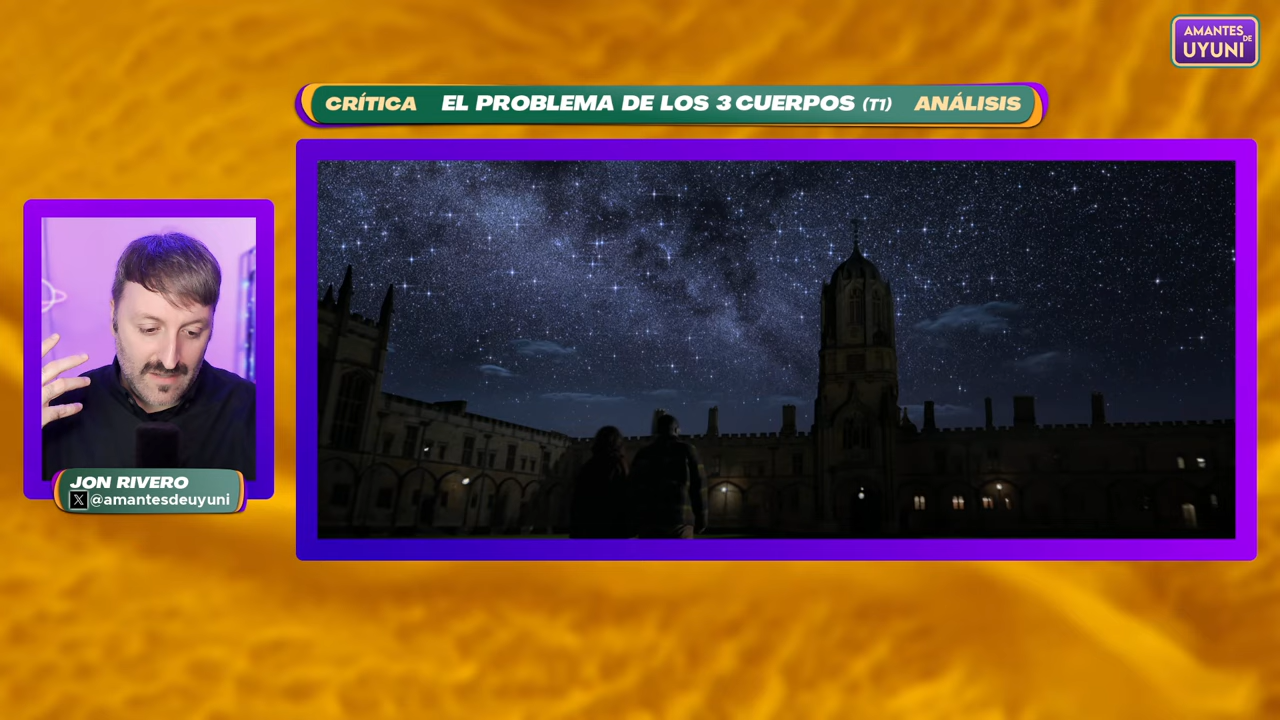 AMANTES DE
UYUNI
CRÍTICA EL PROBLEMA DE LOS 3 CUERPOS (T1) ANÁLISIS
JON RIVERO
X @amantesdeuyuni